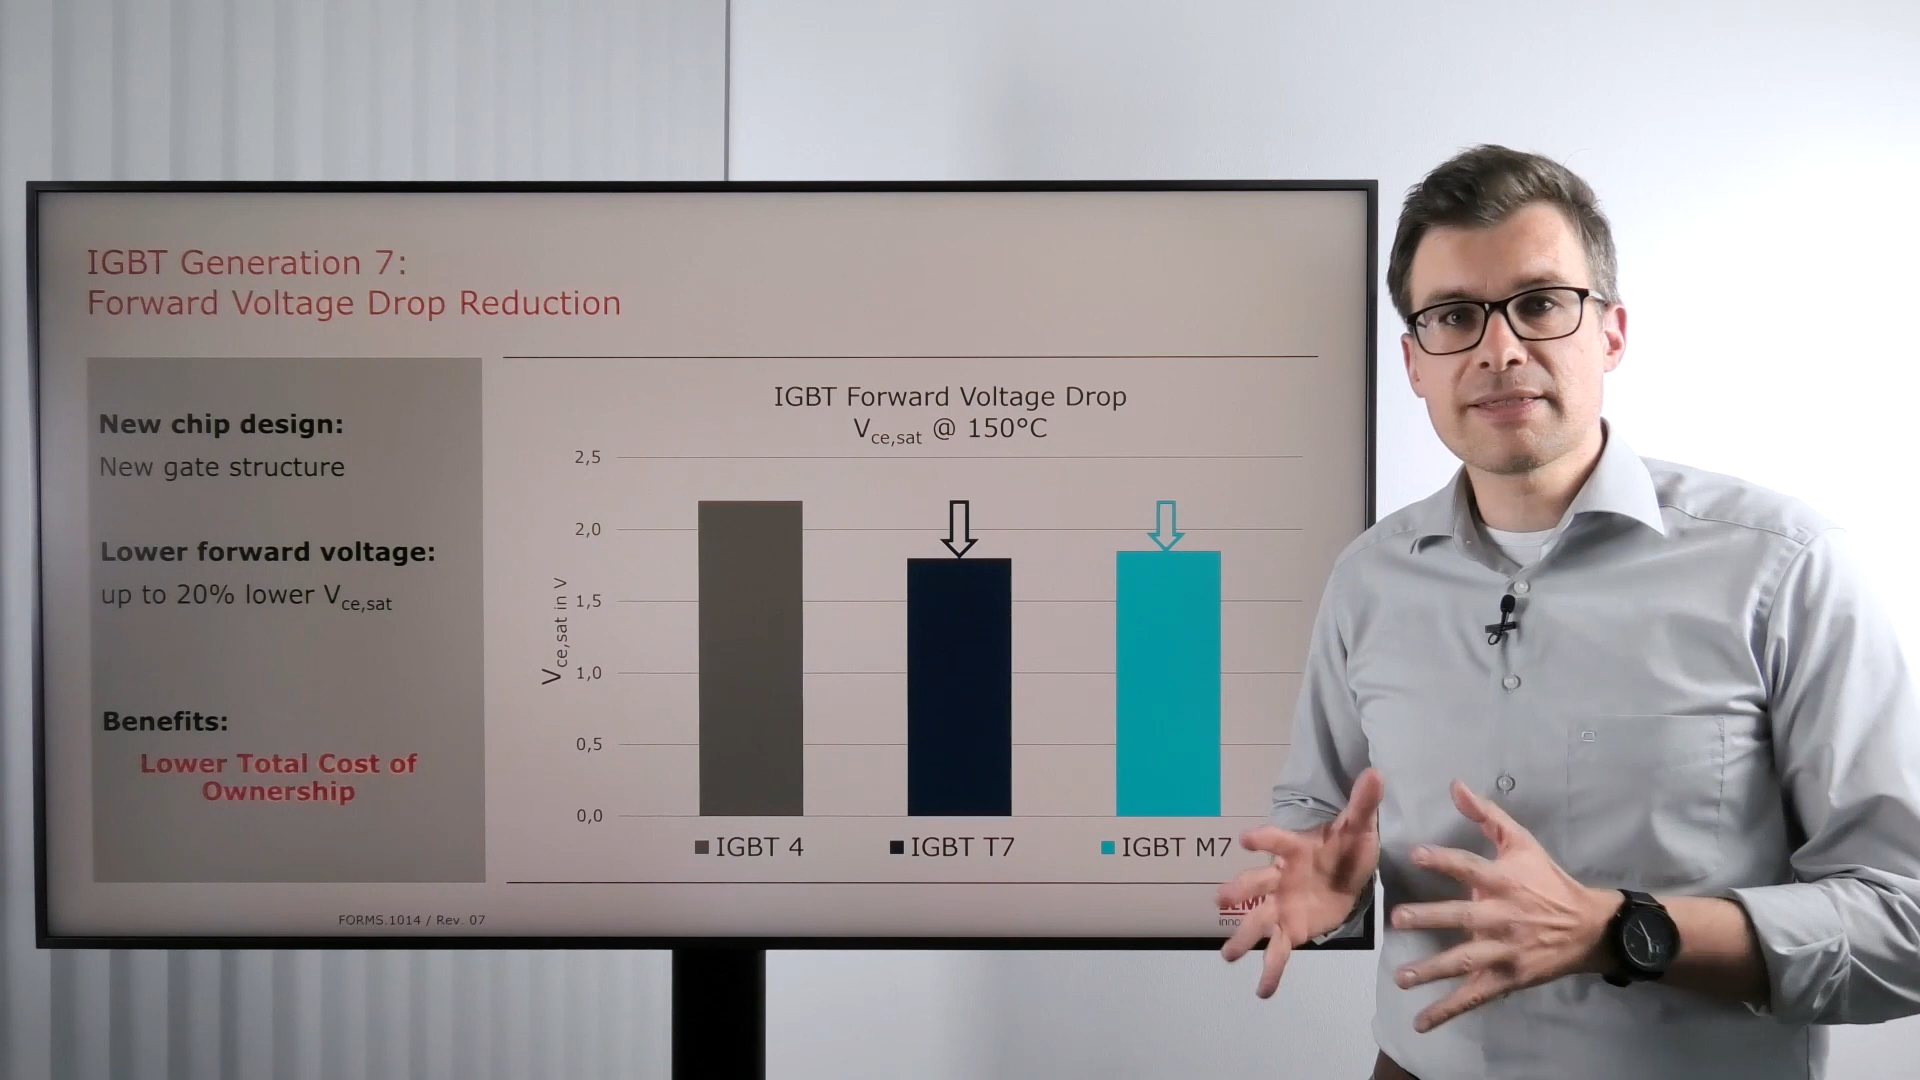 IGBT Generation 7:
Forward Voltage Drop Reduction
New chip design:
New gate structure
Lower forward voltage:
up to 20% lower Vce,sat
Benefits:
Lower Total Cost of
Ownership
IGBT Forward Voltage Drop
Vce,sat @ 150°C
Vce,sat in V
2,5
2,0
1,5
1,0
0,5
0,0
IGBT 4
IGBT T7
IGBT M7
FORMS.1014 / Rev. 07